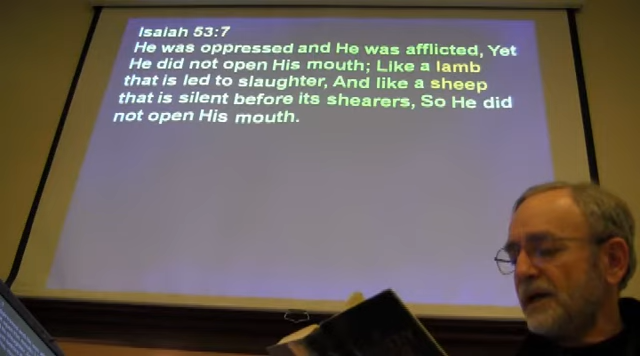 Isaiah 53:7
He was oppressed and He was afflicted, Yet
He did not open His mouth; Like a lamb
that is led to slaughter, And like a sheep
that is silent before its shearers, So He did
not open His mouth.